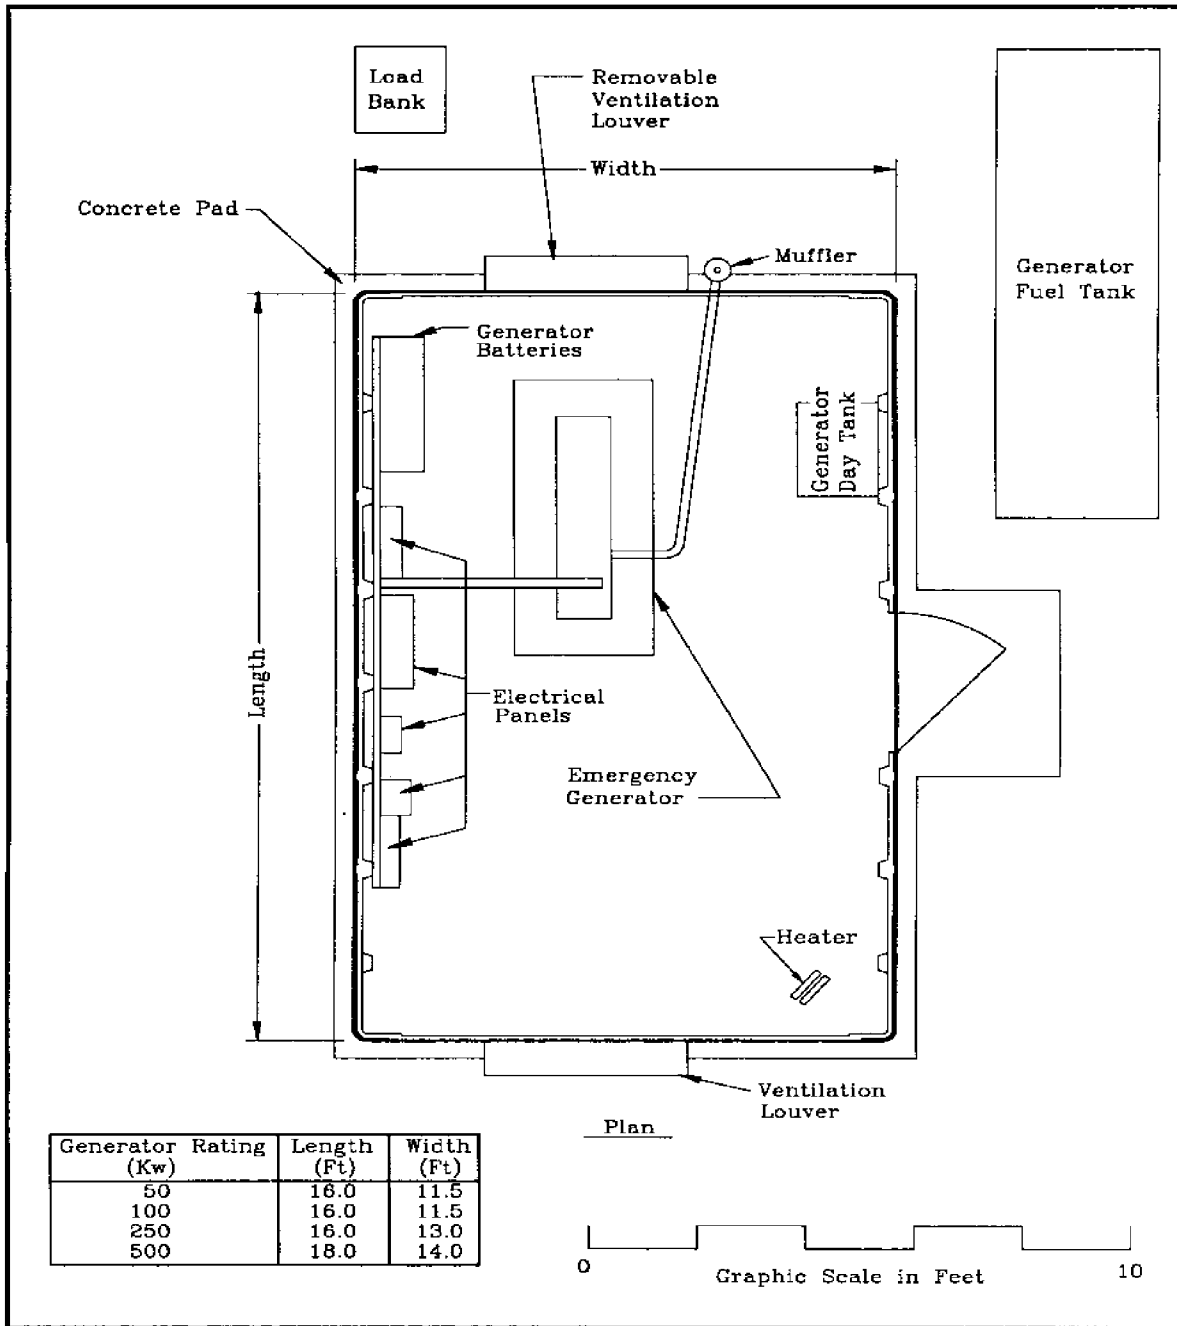 Load
Bank
Removable
Ventilation
Louver
Width
Concrete Pad
Muffler
Generator
Fuel Tank
Generator
Batteries
Generator
Day Tank
Length
Electrical
Panels
Emergency
Generator
Heater
Ventilation
Louver
Plan
Generator Rating Length Width
(Kw) (Ft) (Ft)
50 16.0 11.5
100 16.0 11.5
250 16.0 13.0
500 18.0 14.0
0 10
Graphic Scale in Feet